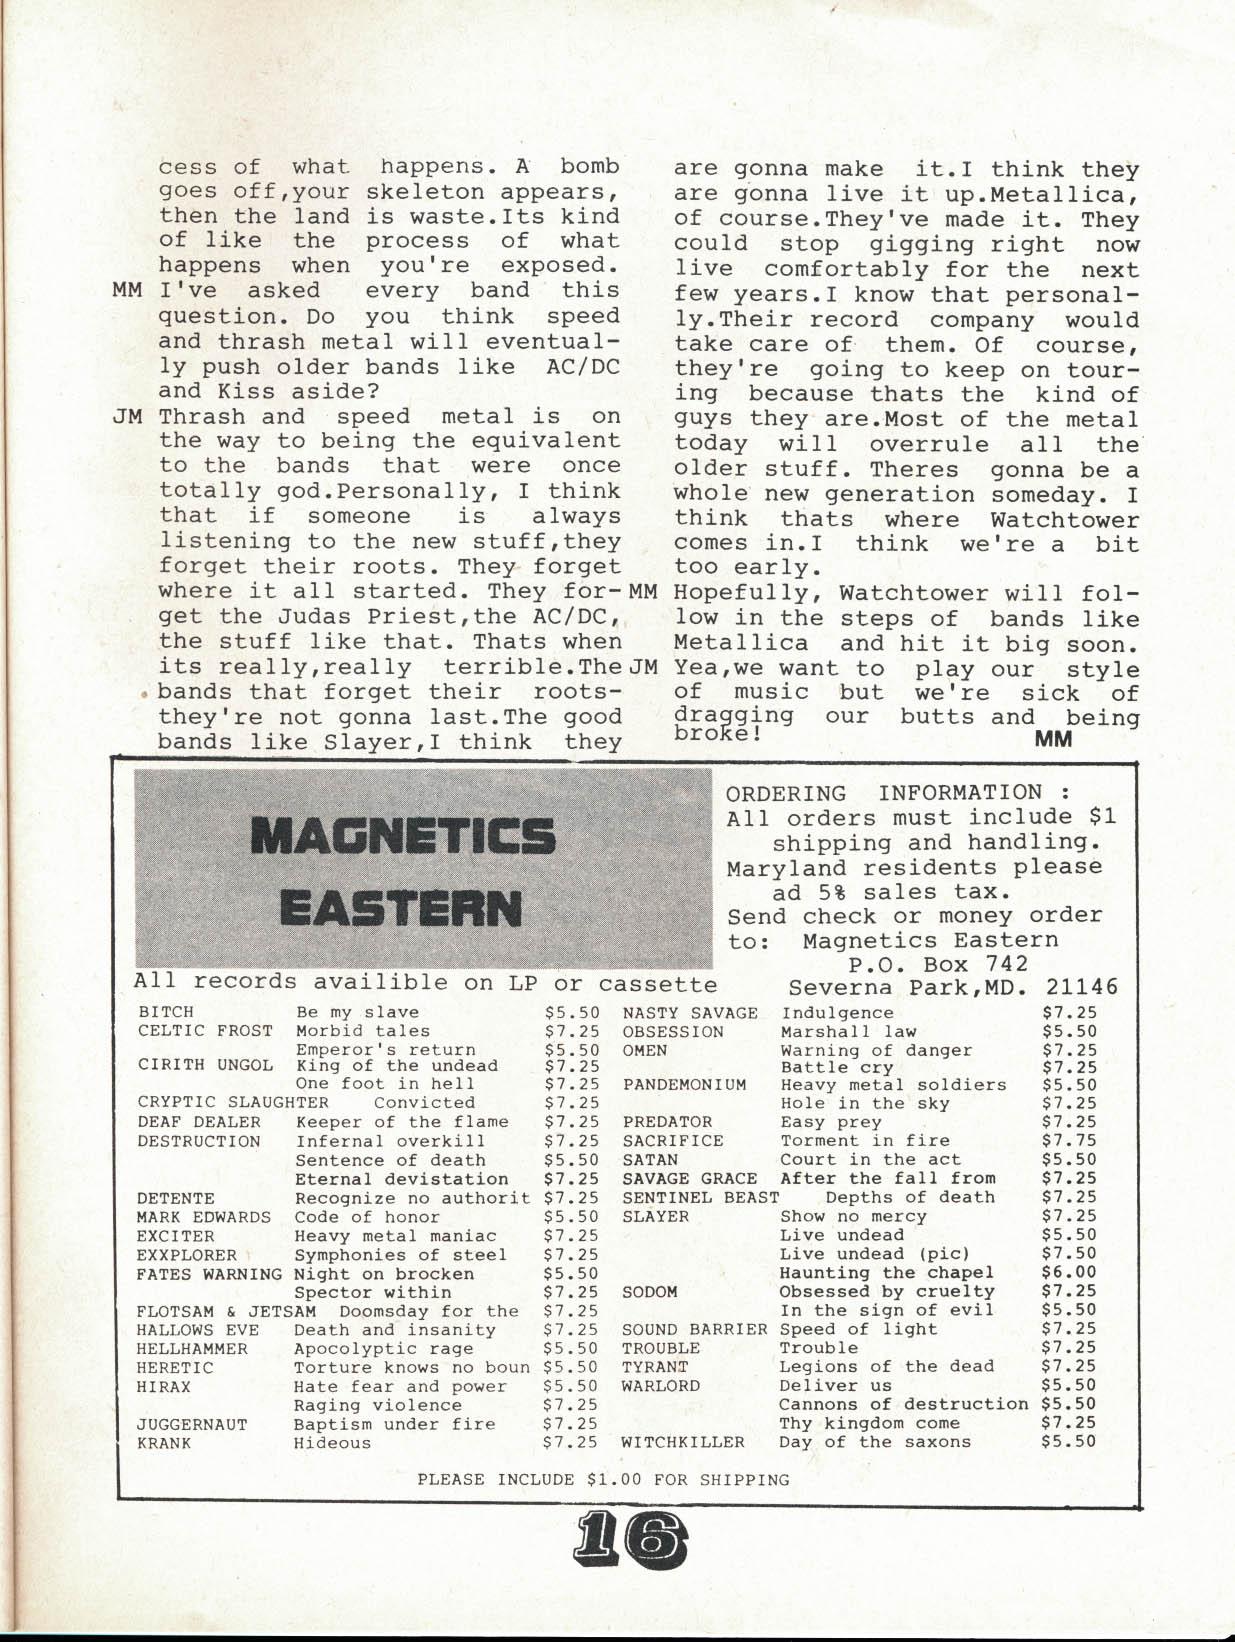 cess of what happens. A bomb
goes off,your skeleton appears,
then the land is waste.Its kind
of like the process of what
happens when you're exposed.
MM I've asked every band this
question. Do you think speed
and thrash metal will eventual-
ly push older bands like AC/DC
and Kiss aside?
JM Thrash and speed metal is on
the way to being the equivalent
to the bands that were once
totally god.Personally, I think
that if someone is always
listening to the new stuff,they
forget their roots. They forget
where it all started. They for-
get the Judas Priest,the AC/DC,
the stuff like that. Thats when
its really,really terrible.The
bands that forget their roots-
they're not gonna last.The good
bands like Slayer,I think they
are gonna make it.I think they
are gonna live it up.Metallica,
of course.They've made it. They
could stop gigging right now
live comfortably for the next
few years.I know that personal-
ly.Their record company would
take care of them. Of course,
they're going to keep on tour-
ing because thats the kind of
guys they are.Most of the metal
today will overrule all the
older stuff. Theres gonna be a
whole new generation someday. I
think thats where Watchtower
comes in.I think we're a bit
too early.
MM Hopefully, Watchtower will fol-
low in the steps of bands like
Metallica and hit it big soon.
JM Yea,we want to play our style
of music but we're sick of
dragging our butts and being
broke!
MM
MAGNETICS
EASTERN
ORDERING INFORMATION :
All orders must include $1
shipping and handling.
Maryland residents please
ad 5% sales tax.
Send check or money order
to: Magnetics Eastern
P.O. Box 742
Severna Park,MD. 21146
All records availible on LP or cassette
BITCH Be my slave $5.50
CELTIC FROST Morbid tales $7.25
Emperor's return $5.50
CIRITH UNGOL King of the undead $7.25
One foot in hell $7.25
CRYPTIC SLAUGHTER Convicted $7.25
DEAF DEALER Keeper of the flame $7.25
DESTRUCTION Infernal overkill $7.25
Sentence of death $5.50
Eternal devistation $7.25
DETENTE Recognize no authorit $7.25
MARK EDWARDS Code of honor $5.50
EXCITER Heavy metal maniac $7.25
EXXPLORER Symphonies of steel $7.25
FATES WARNING Night on brocken $5.50
Spector within $7.25
FLOTSAM & JETSAM Doomsday for the $7.25
HALLOWS EVE Death and insanity $7.25
HELLHAMMER Apocolyptic rage $5.50
HERETIC Torture knows no boun $5.50
HIRAX Hate fear and power $5.50
Raging violence $7.25
JUGGERNAUT Baptism under fire $7.25
KRANK Hideous $7.25
NASTY SAVAGE Indulgence $7.25
OBSESSION Marshall law $5.50
OMEN Warning of danger $7.25
Battle cry $7.25
PANDEMONIUM Heavy metal soldiers $5.50
Hole in the sky $7.25
PREDATOR Easy prey $7.25
SACRIFICE Torment in fire $7.75
SATAN Court in the act $5.50
SAVAGE GRACE After the fall from $7.25
SENTINEL BEAST Depths of death $7.25
SLAYER Show no mercy $7.25
Live undead $5.50
Live undead (pic) $7.50
Haunting the chapel $6.00
SODOM Obsessed by cruelty $7.25
In the sign of evil $5.50
SOUND BARRIER Speed of light $7.25
TROUBLE Trouble $7.25
TYRANT Legions of the dead $7.25
WARLORD Deliver us $5.50
Cannons of destruction $5.50
Thy kingdom come $7.25
WITCHKILLER Day of the saxons $5.50
PLEASE INCLUDE $1.00 FOR SHIPPING
16